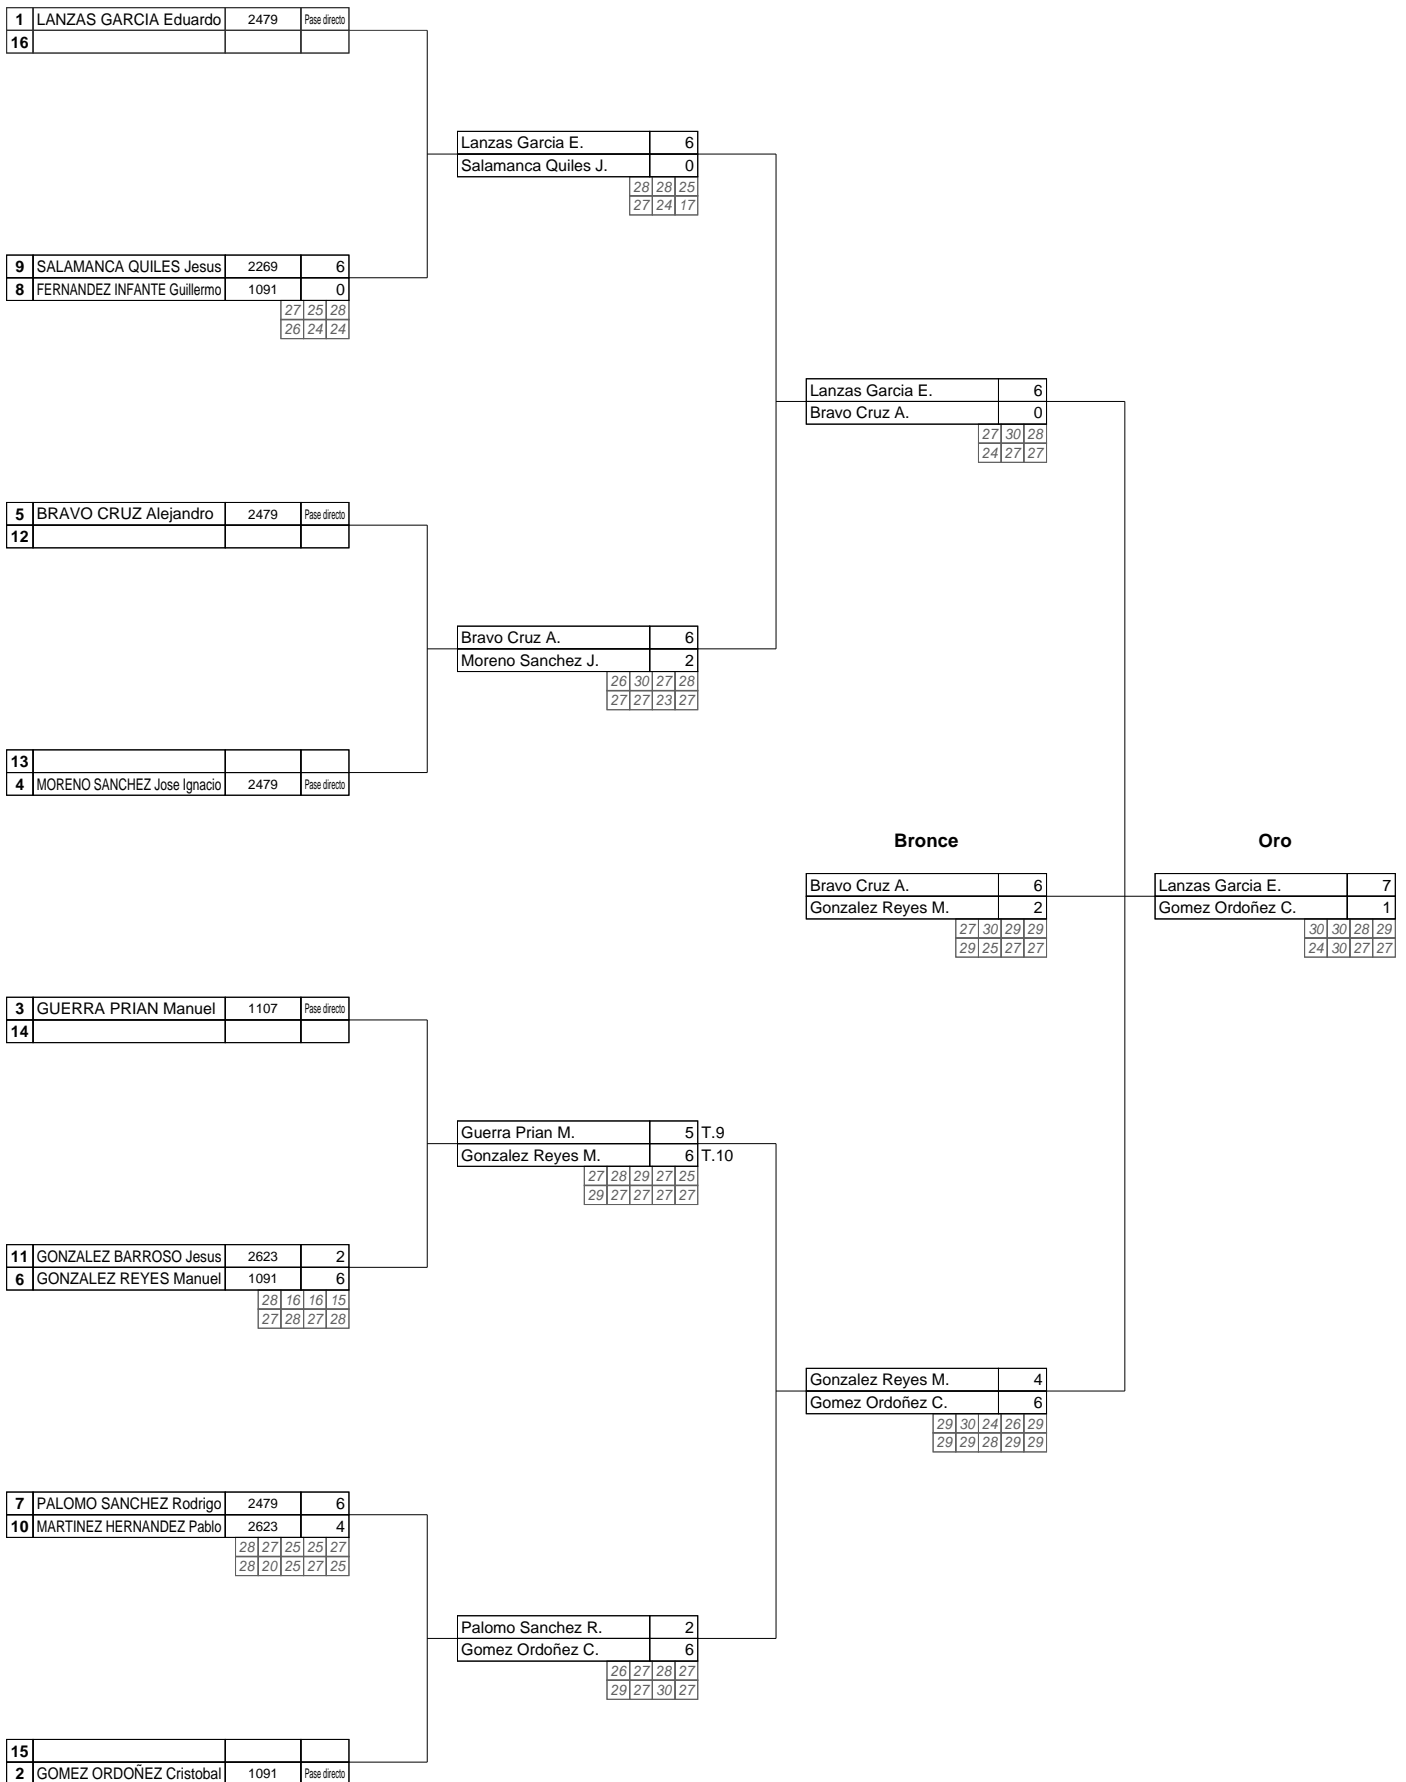 1 LANZAS GARCIA Eduardo 2479 Pase directo
16
Lanzas Garcia E. 6
Salamanca Quiles J. 0
28 28 25
27 24 17
9 SALAMANCA QUILES Jesus 2269 6
8 FERNANDEZ INFANTE Guillermo 1091 0
27 25 28
26 24 24
Lanzas Garcia E. 6
Bravo Cruz A. 0
27 30 28
24 27 27
5 BRAVO CRUZ Alejandro 2479 Pase directo
12
Bravo Cruz A. 6
Moreno Sanchez J. 2
26 30 27 28
27 27 23 27
13
4 MORENO SANCHEZ Jose Ignacio 2479 Pase directo
Bronce Oro
Bravo Cruz A. 6
Gonzalez Reyes M. 2
27 30 29 29
29 25 27 27
Lanzas Garcia E. 7
Gomez Ordoñez C. 1
30 30 28 29
24 30 27 27
3 GUERRA PRIAN Manuel 1107 Pase directo
14
Guerra Prian M. 5 T.9
Gonzalez Reyes M. 6 T.10
27 28 29 27 25
29 27 27 27 27
11 GONZALEZ BARROSO Jesus 2623 2
6 GONZALEZ REYES Manuel 1091 6
28 16 16 15
27 28 27 28
Gonzalez Reyes M. 4
Gomez Ordoñez C. 6
29 30 24 26 29
29 29 28 29 29
7 PALOMO SANCHEZ Rodrigo 2479 6
10 MARTINEZ HERNANDEZ Pablo 2623 4
28 27 25 25 27
28 20 25 27 25
Palomo Sanchez R. 2
Gomez Ordoñez C. 6
26 27 28 27
29 27 30 27
15
2 GOMEZ ORDOÑEZ Cristobal 1091 Pase directo